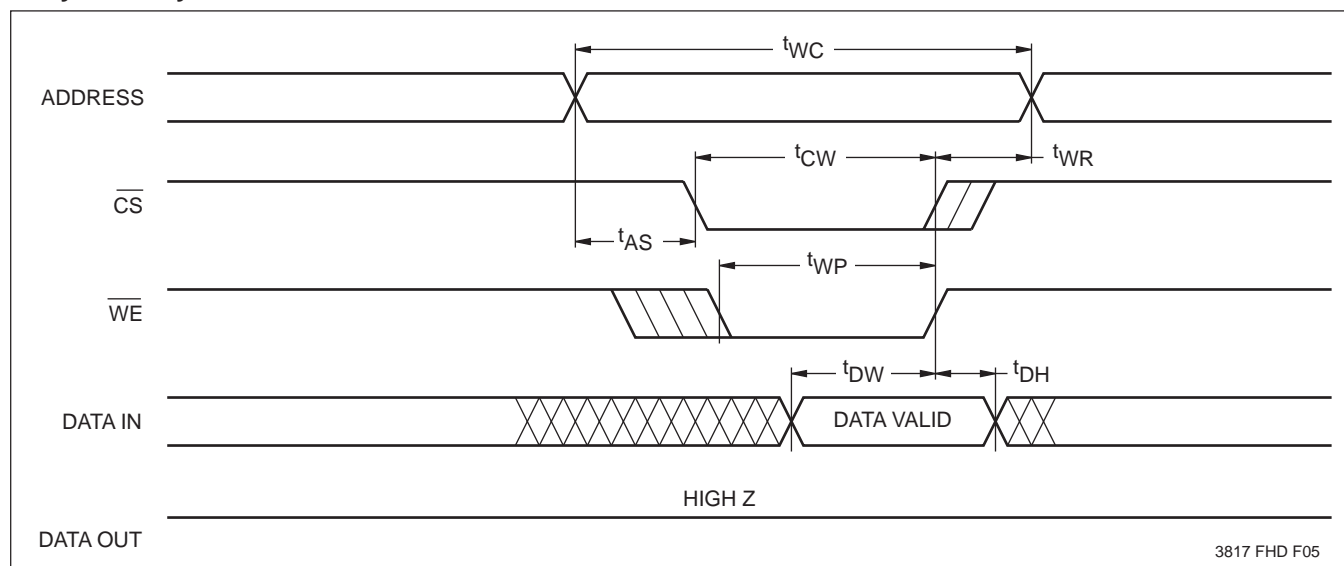 tWC
ADDRESS
tCW
tWR
CS
tAS
tWP
WE
tDW
tDH
DATA IN
DATA VALID
HIGH Z
DATA OUT
3817 FHD F05